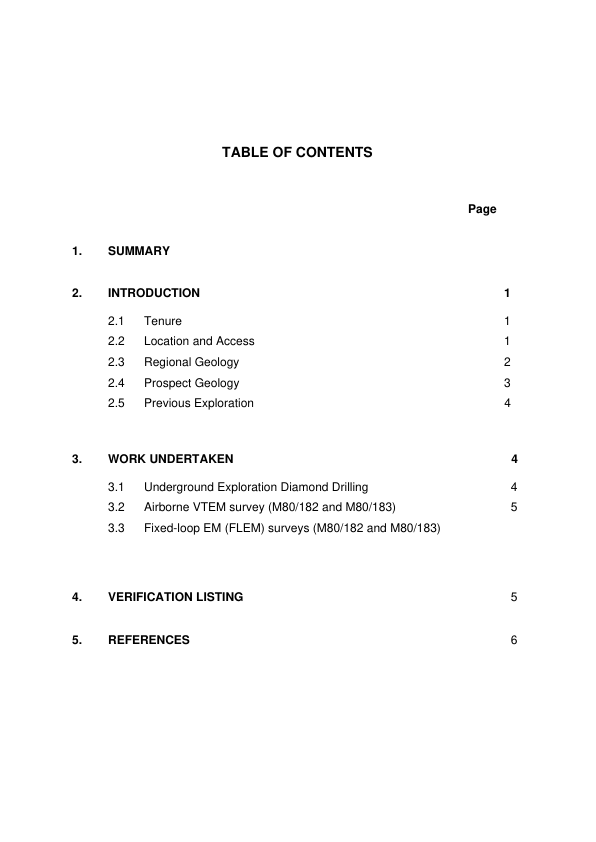 TABLE OF CONTENTS
Page
1. SUMMARY
2. INTRODUCTION 1
2.1 Tenure 1
2.2 Location and Access 1
2.3 Regional Geology 2
2.4 Prospect Geology 3
2.5 Previous Exploration 4
3. WORK UNDERTAKEN 4
3.1 Underground Exploration Diamond Drilling 4
3.2 Airborne VTEM survey (M80/182 and M80/183) 5
3.3 Fixed-loop EM (FLEM) surveys (M80/182 and M80/183)
4. VERIFICATION LISTING 5
5. REFERENCES 6